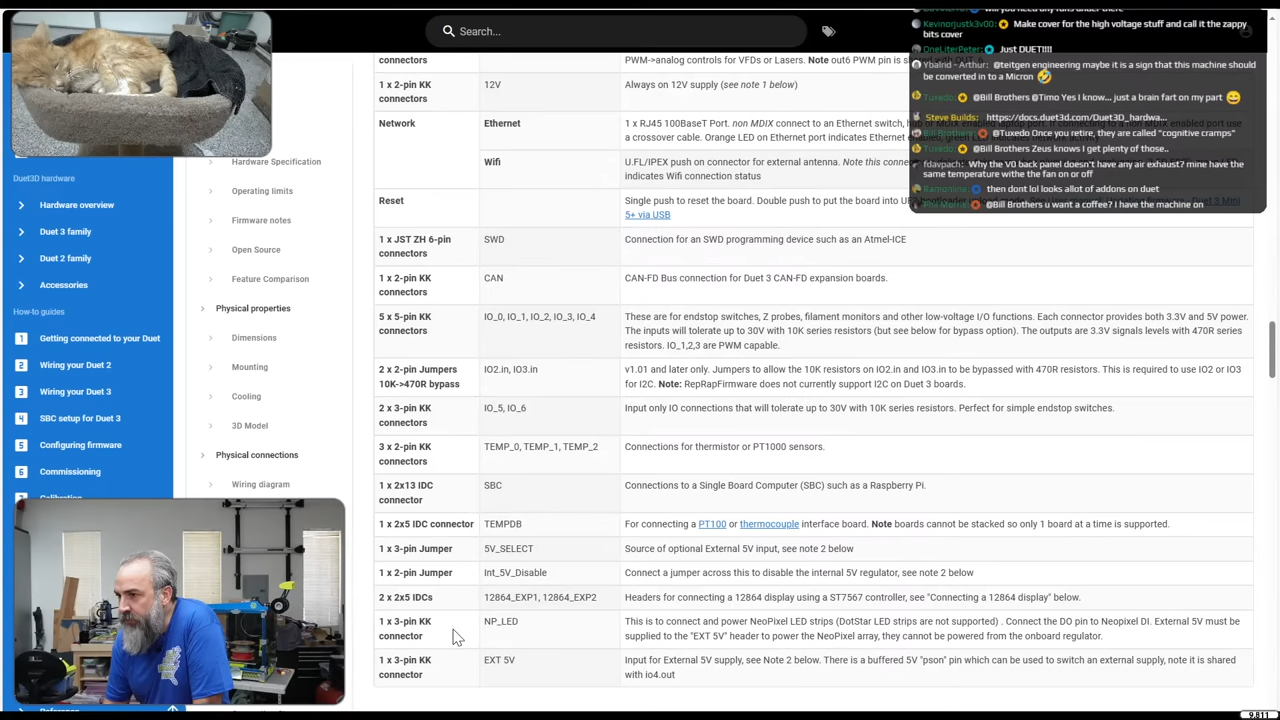 Search...
Duet3D hardware
Hardware overview
Duet 3 family
Duet 2 family
Accessories
How-to guides
1 Getting connected to your Duet
2 Wiring your Duet 2
3 Wiring your Duet 3
4 SBC setup for Duet 3
5 Configuring firmware
6 Commissioning
Hardware Specification
Operating limits
Firmware notes
Open Source
Feature Comparison
Physical properties
Dimensions
Mounting
Cooling
3D Model
Physical connections
Wiring diagram
connectors
PWM->analog controls for VFDs or Lasers. Note out6 PWM pin is
1 x 2-pin KK
connectors
12V
Always on 12V supply (see note 1 below)
Network
Ethernet
1 x RJ45 100BaseT Port. non MDIX connect to an Ethernet switch,
a crossover cable. Orange LED on Ethernet port indicates Ethernet
Wifi
U.FL/IPEX push on connector for external antenna. Note this
indicates Wifi connection status
Reset
Single push to reset the board. Double push to put the board into
5+ via USB
1 x JST ZH 6-pin
connectors
SWD
Connection for an SWD programming device such as an Atmel-ICE
1 x 2-pin KK
connectors
CAN
CAN-FD Bus connection for Duet 3 CAN-FD expansion boards.
5 x 5-pin KK
connectors
IO_0, IO_1, IO_2, IO_3, IO_4
These are for endstop switches, Z probes, filament monitors and other low-voltage I/O functions. Each connector provides both 3.3V and 5V power.
The inputs will tolerate up to 30V with 10K series resistors (but see below for bypass option). The outputs are 3.3V signals levels with 470R series
resistors. IO_1,2,3 are PWM capable.
2 x 2-pin Jumpers
10K->470R bypass
IO2.in, IO3.in
v1.01 and later only. Jumpers to allow the 10K resistors on IO2.in and IO3.in to be bypassed with 470R resistors. This is required to use IO2 or IO3
for I2C. Note: RepRapFirmware does not currently support I2C on Duet 3 boards.
2 x 3-pin KK
connectors
IO_5, IO_6
Input only IO connections that will tolerate up to 30V with 10K series resistors. Perfect for simple endstop switches.
3 x 2-pin KK
connectors
TEMP_0, TEMP_1, TEMP_2
Connections for thermistor or PT1000 sensors.
1 x 2x13 IDC
connector
SBC
Connections to a Single Board Computer (SBC) such as a Raspberry Pi.
1 x 2x5 IDC connector
TEMPDB
For connecting a PT100 or thermocouple interface board. Note boards cannot be stacked so only 1 board at a time is supported.
1 x 3-pin Jumper
5V_SELECT
Source of optional External 5V input, see note 2 below
1 x 2-pin Jumper
Int_5V_Disable
Connect a jumper across this to disable the internal 5V regulator, see note 2 below
2 x 2x5 IDCs
12864_EXP1, 12864_EXP2
Headers for connecting a 12864 display using a ST7567 controller, see "Connecting a 12864 display" below.
1 x 3-pin KK
connector
NP_LED
This is to connect and power NeoPixel LED strips (DotStar LED strips are not supported) . Connect the DO pin to Neopixel DI. External 5V must be
supplied to the "EXT 5V" header to power the NeoPixel array, they cannot be powered from the onboard regulator.
1 x 3-pin KK
connector
EXT 5V
Input for External 5V supply, see Note 2 below. There is a buffered 5V "pson" pin which can be used to switch an external supply, note it is shared
with io4.out
Kevinorjustk3v00: Make cover for the high voltage stuff and call it the zappy
bits cover
OneLiterPeter: Just DUET!!!!
Ybalrid - Arthur: @teitgen engineering maybe it is a sign that this machine should
be converted in to a Micron 🤣
Tuxedo: @Bill Brothers @Timo Yes I know... just a brain fart on my part 😄
Steve Builds: https://docs.duet3d.com/Duet3D_hardwa...
Bill Brothers: @Tuxedo Once you retire, they are called "cognitive cramps"
Tuxedo: @Bill Brothers Zeus knows I get plenty of those..
fdavpach: Why the V0 back panel doesn't have any air exhaust? mine have the
same temperature withe the fan on or off
Ramonline: then dont lol looks allot of addons on duet
Phil Morris: @Bill Brothers u want a coffee? I have the machine on
9,811